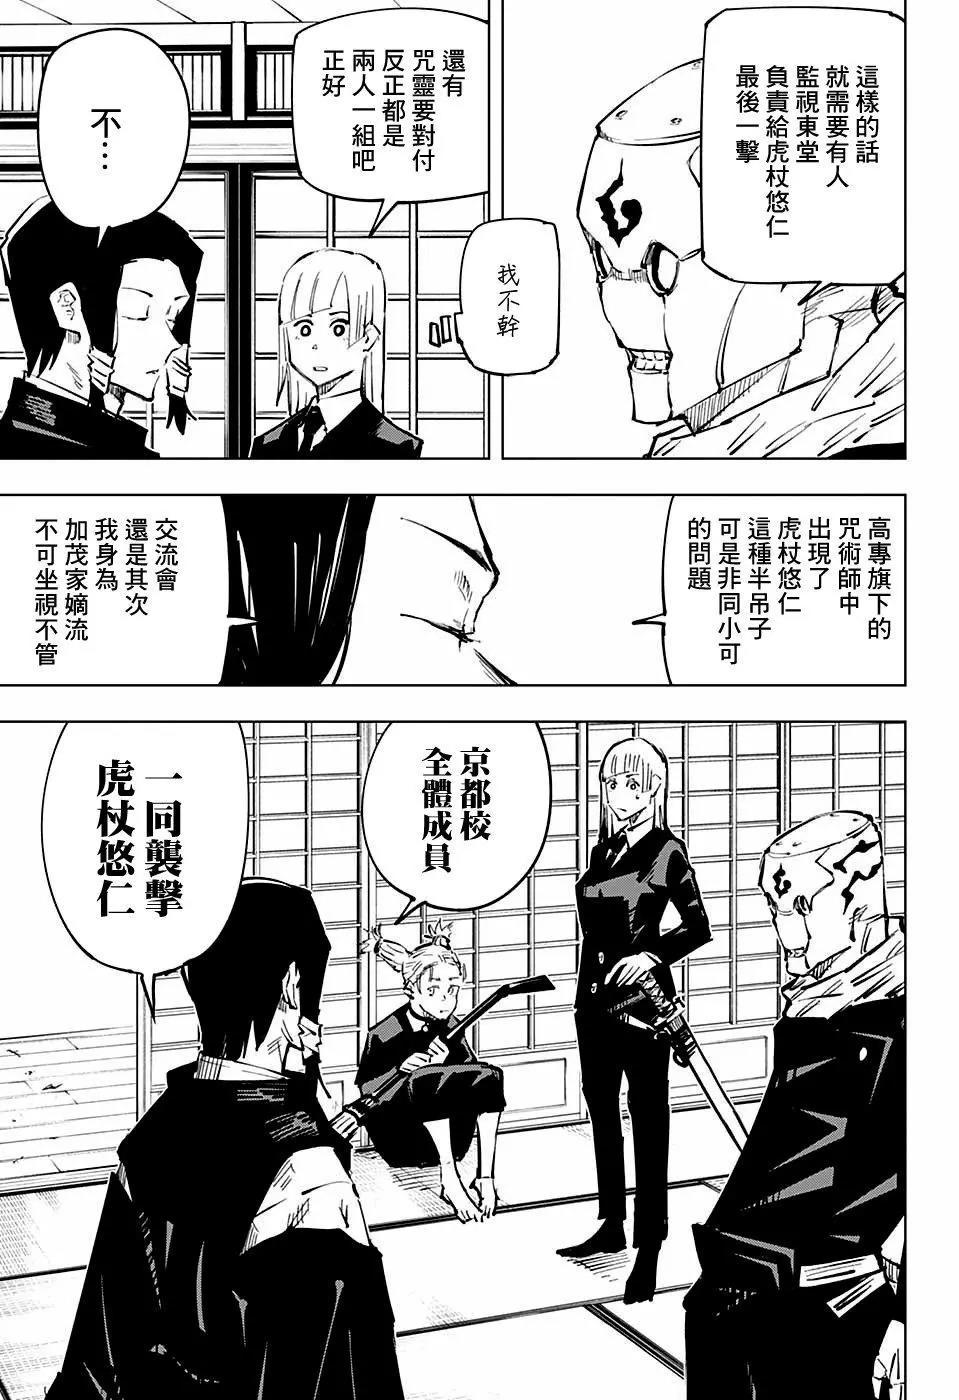 這樣的話
就需要有人
監視東堂
負責給虎杖悠仁
最後一擊
我不幹
還有
咒靈要對付
反正都是
兩人一組吧
正好
不…
高專旗下的
咒術師中
出現了
虎杖悠仁
這種半吊子
可是非同小可
的問題
交流會
還是其次
我身為
加茂家嫡流
不可坐視不管
京都校
全體成員
一同襲擊
虎杖悠仁